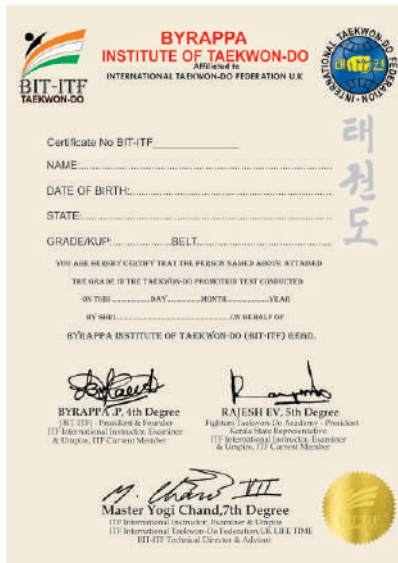 BYRAPPA
INSTITUTE OF TAEKWON-DO
Affiliated to
INTERNATIONAL TAEKWON-DO FEDERATION U.K
BIT-ITF
TAEKWON-DO
INTERNATIONAL TAEKWON-DO FEDERATION
태권
Certificate No BIT-ITF_______________
태권도
NAME:.......................................................
DATE OF BIRTH:.............................................
STATE:......................................................
GRADE/KUP:...............BELT..............................
YOU ARE HEREBY CERTIFY THAT THE PERSON NAMED ABOVE ATTAINED
THE GRADE IN THE TAEKWON-DO PROMOTION TEST CONDUCTED
ON THIS .............DAY.............MONTH..............YEAR
BY SHRI..............................................ON BEHALF OF
BYRAPPA INSTITUTE OF TAEKWON-DO (BIT-ITF) REGD.
BYRAPPA .P, 4th Degree
[BIT-ITF] - President & Founder
ITF International Instructor, Examiner
& Umpire, ITF Current Member
RAJESH EV, 5th Degree
Fighters Taekwon-Do Academy - President
Kerala State Representative
ITF International Instructor, Examiner
& Umpire, ITF Current Member
M. Chand VII
Master Yogi Chand,7th Degree
ITF International Instructor, Examiner & Umpire
ITF International Taekwon-Do Federation,UK LIFE TIME
BIT-ITF Technical Director & Advisor